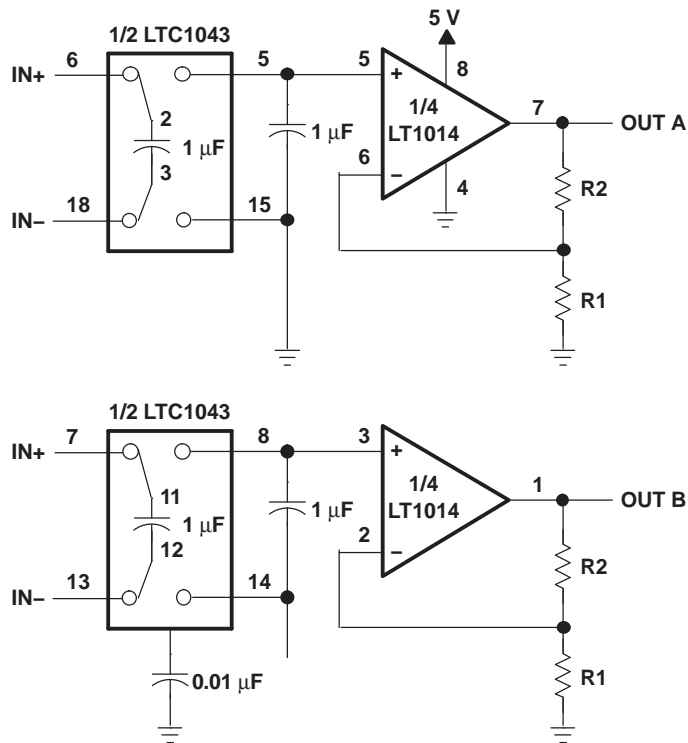 5 V
1/2 LTC1043
6
5
5
8
IN+
+
2
1/4
LT1014
7
OUT A
1 µF
1 µF
3
6
−
4
R2
18
15
IN−
R1
1/2 LTC1043
7
8
3
IN+
+
11
1/4
LT1014
1
OUT B
1 µF
1 µF
12
2
−
R2
13
14
IN−
R1
0.01 µF